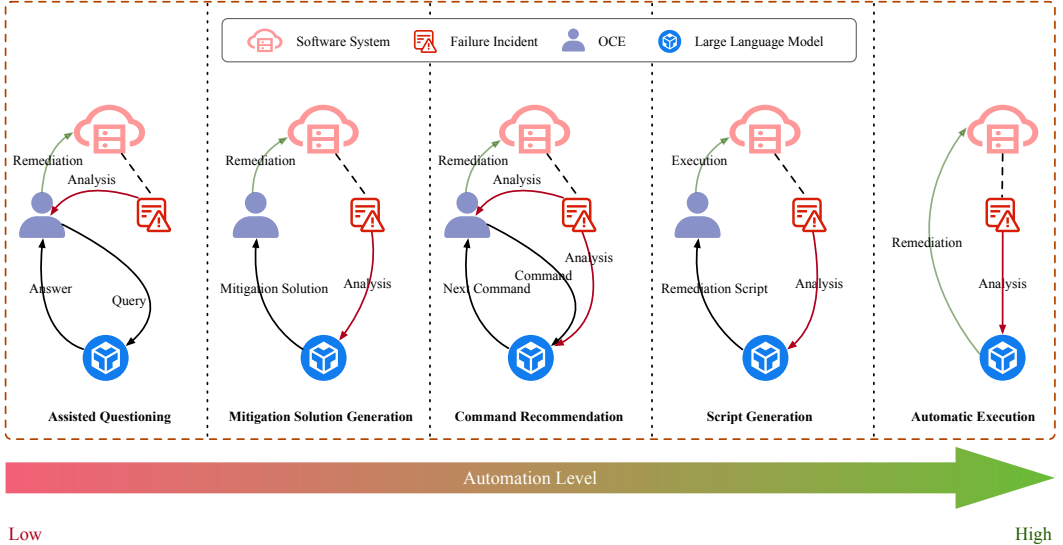 Software System
Failure Incident
OCE
Large Language Model
Remediation
Analysis
Answer
Query
Assisted Questioning
Remediation
Mitigation Solution
Analysis
Mitigation Solution Generation
Remediation
Analysis
Analysis
Command
Next Command
Command Recommendation
Execution
Remediation Script
Analysis
Script Generation
Remediation
Analysis
Automatic Execution
Automation Level
Low
High